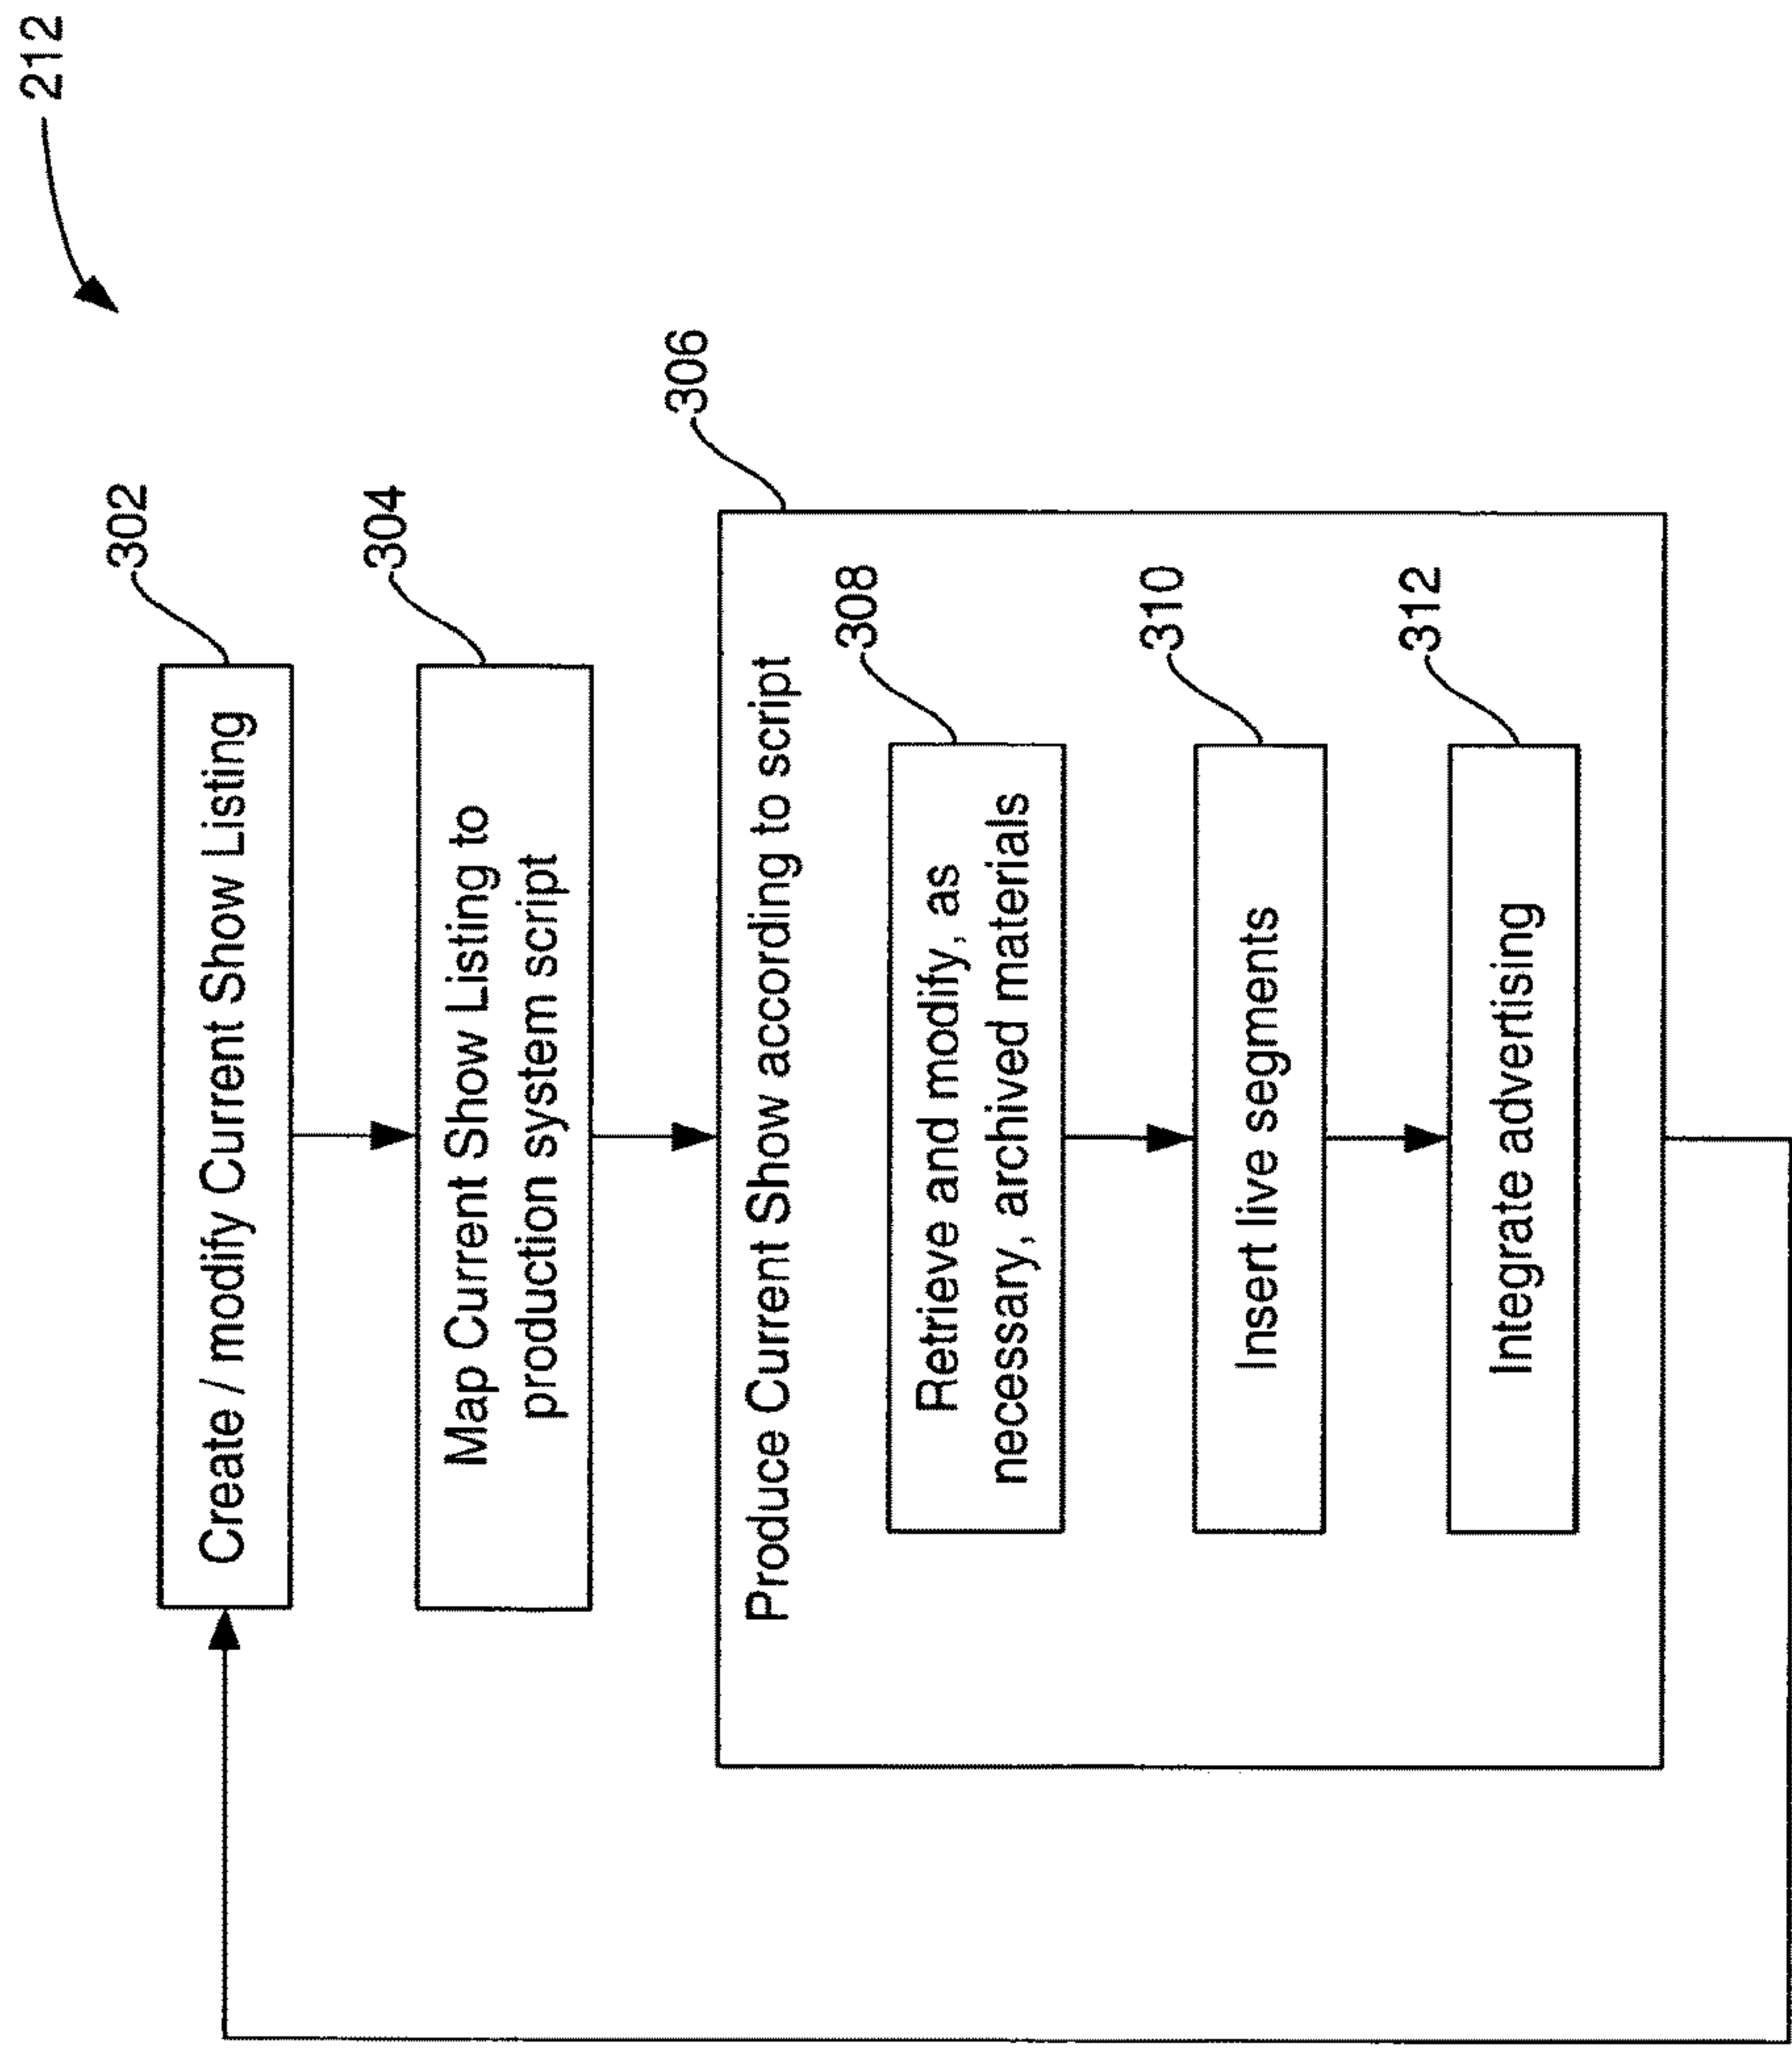 212
302
Create / modify Current Show Listing
304
Map Current Show Listing to
production system script
306
Produce Current Show according to script
308
Retrieve and modify, as
necessary, archived materials
310
Insert live segments
312
Integrate advertising